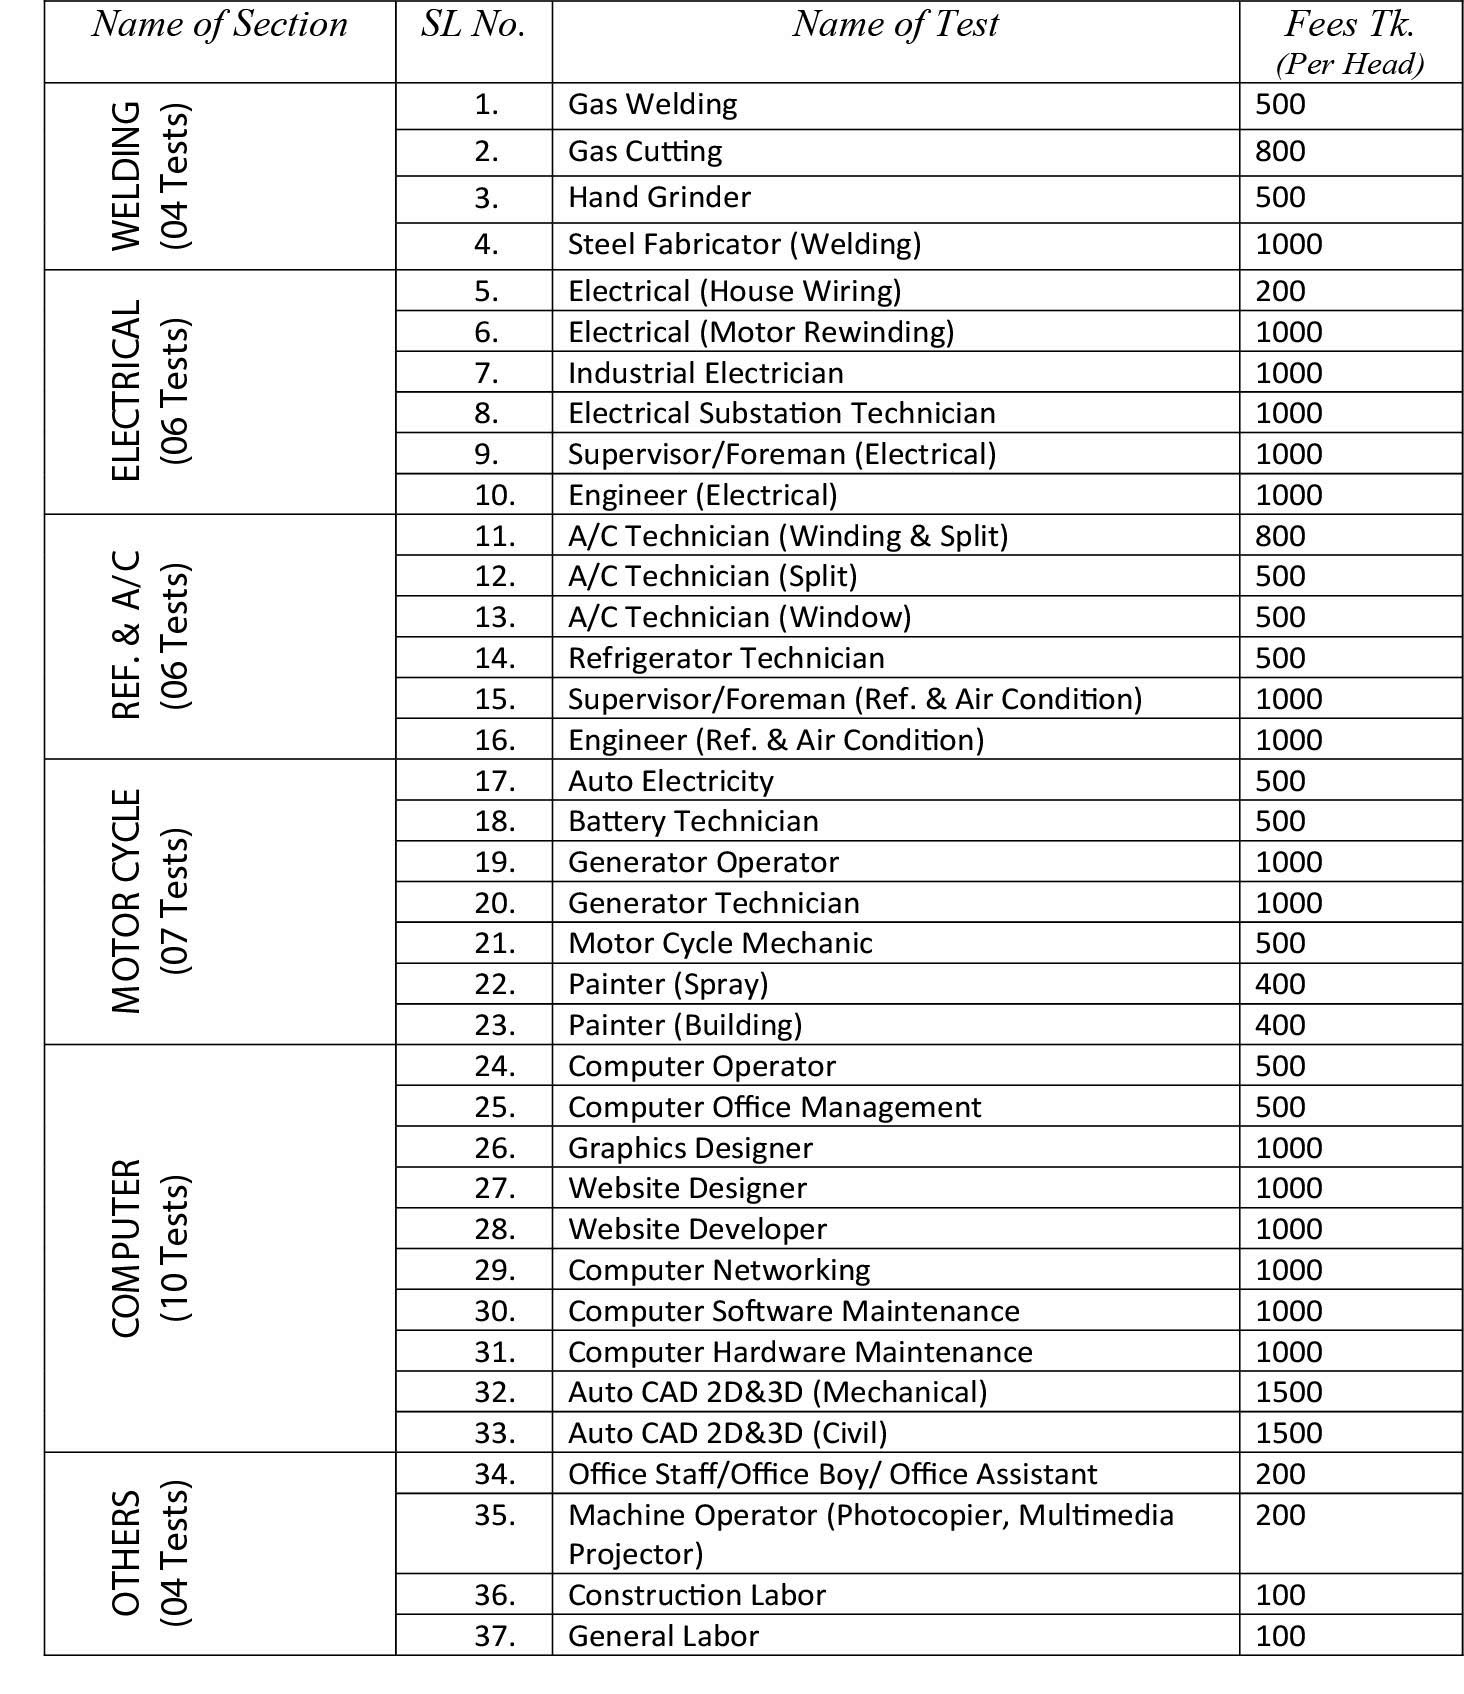 Name of Section SL No. Name of Test Fees Tk.
(Per Head)
WELDING
(04 Tests)
1. Gas Welding 500
2. Gas Cutting 800
3. Hand Grinder 500
4. Steel Fabricator (Welding) 1000
ELECTRICAL
(06 Tests)
5. Electrical (House Wiring) 200
6. Electrical (Motor Rewinding) 1000
7. Industrial Electrician 1000
8. Electrical Substation Technician 1000
9. Supervisor/Foreman (Electrical) 1000
10. Engineer (Electrical) 1000
REF. & A/C
(06 Tests)
11. A/C Technician (Winding & Split) 800
12. A/C Technician (Split) 500
13. A/C Technician (Window) 500
14. Refrigerator Technician 500
15. Supervisor/Foreman (Ref. & Air Condition) 1000
16. Engineer (Ref. & Air Condition) 1000
MOTOR CYCLE
(07 Tests)
17. Auto Electricity 500
18. Battery Technician 500
19. Generator Operator 1000
20. Generator Technician 1000
21. Motor Cycle Mechanic 500
22. Painter (Spray) 400
23. Painter (Building) 400
COMPUTER
(10 Tests)
24. Computer Operator 500
25. Computer Office Management 500
26. Graphics Designer 1000
27. Website Designer 1000
28. Website Developer 1000
29. Computer Networking 1000
30. Computer Software Maintenance 1000
31. Computer Hardware Maintenance 1000
32. Auto CAD 2D&3D (Mechanical) 1500
33. Auto CAD 2D&3D (Civil) 1500
OTHERS
(04 Tests)
34. Office Staff/Office Boy/ Office Assistant 200
35. Machine Operator (Photocopier, Multimedia 200
Projector)
36. Construction Labor 100
37. General Labor 100